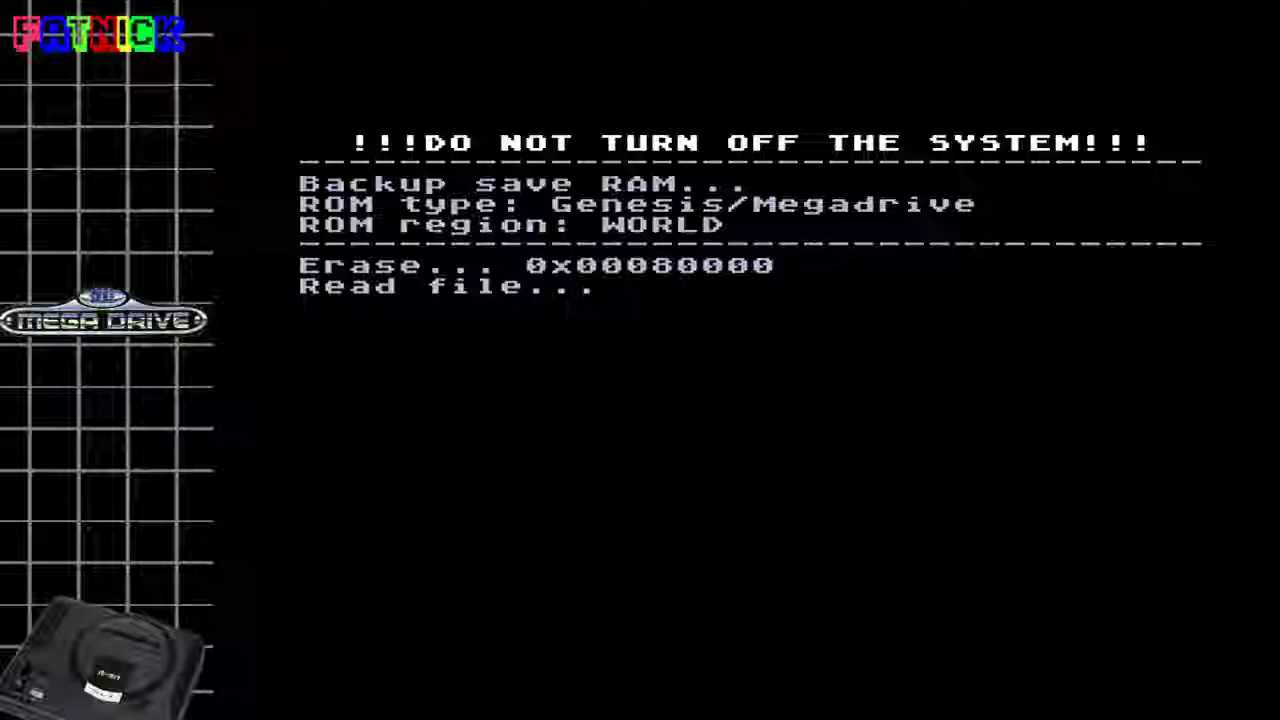 FATNICK
!!!DO NOT TURN OFF THE SYSTEM!!!
------------------------------------
Backup save RAM...
ROM type: Genesis/Megadrive
ROM region: WORLD
------------------------------------
Erase... 0x00080000
Read file...
MEGA DRIVE